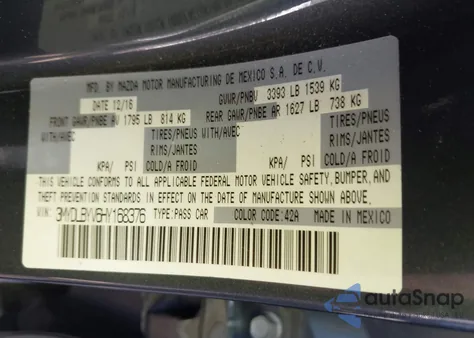 MFD. BY MAZDA MOTOR MANUFACTURING DE MEXICO S.A. DE C.V.
DATE 12/16 GVWR/PNBV 3393 LB 1539 KG
FRONT GAWR/PNBE AV 1795 LB 814 KG REAR GAWR/PNBE AR 1627 LB 738 KG
WITH/AVEC TIRES/PNEUS WITH/AVEC TIRES/PNEUS
RIMS/JANTES RIMS/JANTES
KPA/ PSI/ COLD/A FROID KPA/ PSI/ COLD/A FROID
THIS VEHICLE CONFORMS TO ALL APPLICABLE FEDERAL MOTOR VEHICLE SAFETY, BUMPER, AND
THEFT PREVENTION STANDARDS IN EFFECT ON THE DATE OF MANUFACTURE SHOWN ABOVE.
VIN: 3MYDLBYV6HY168376 TYPE:PASS CAR COLOR CODE:42A MADE IN MEXICO
autoSnap